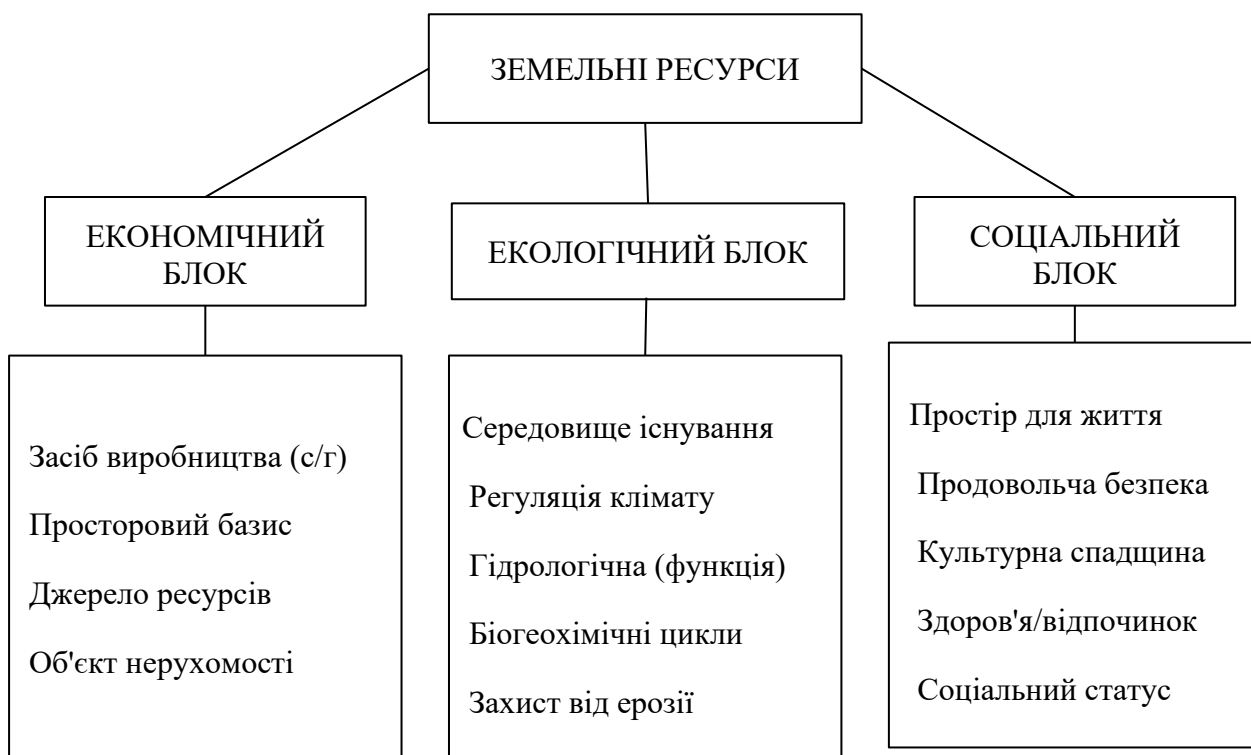 ЗЕМЕЛЬНІ РЕСУРСИ
ЕКОНОМІЧНИЙ
БЛОК
ЕКОЛОГІЧНИЙ БЛОК
СОЦІАЛЬНИЙ
БЛОК
Засіб виробництва (с/г)
Просторовий базис
Джерело ресурсів
Об'єкт нерухомості
Середовище існування
Регуляція клімату
Гідрологічна (функція)
Біогеохімічні цикли
Захист від ерозії
Простір для життя
Продовольча безпека
Культурна спадщина
Здоров'я/відпочинок
Соціальний статус